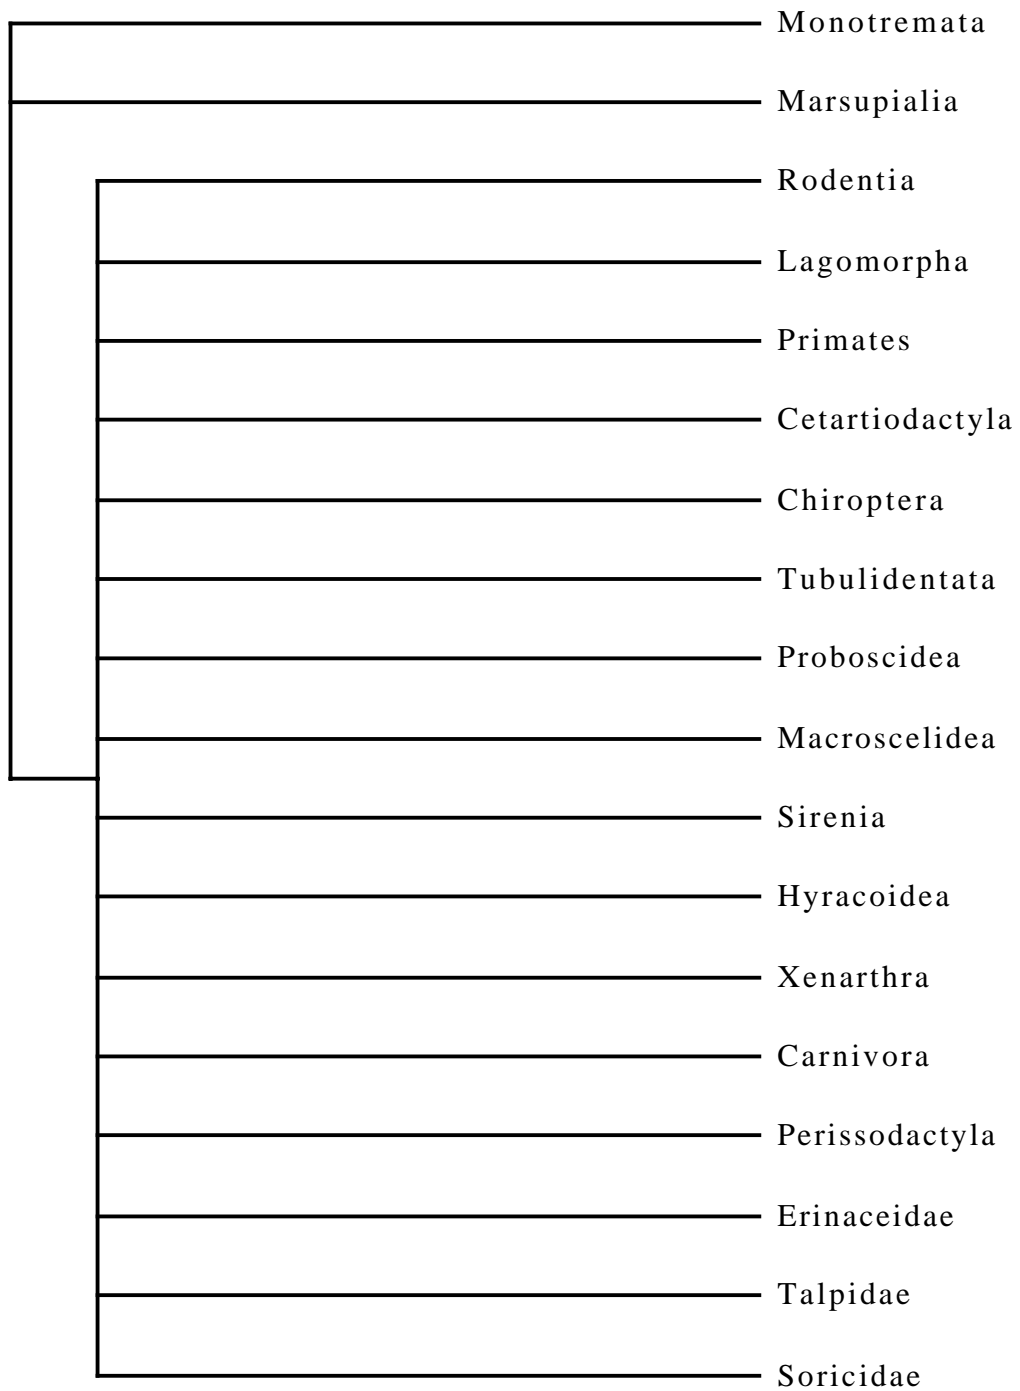 Monotremata
Marsupialia
Rodentia
Lagomorpha
Primates
Cetartiodactyla
Chiroptera
Tubulidentata
Proboscidea
Macroscelidea
Sirenia
Hyracoidea
Xenarthra
Carnivora
Perissodactyla
Erinaceidae
Talpidae
Soricidae